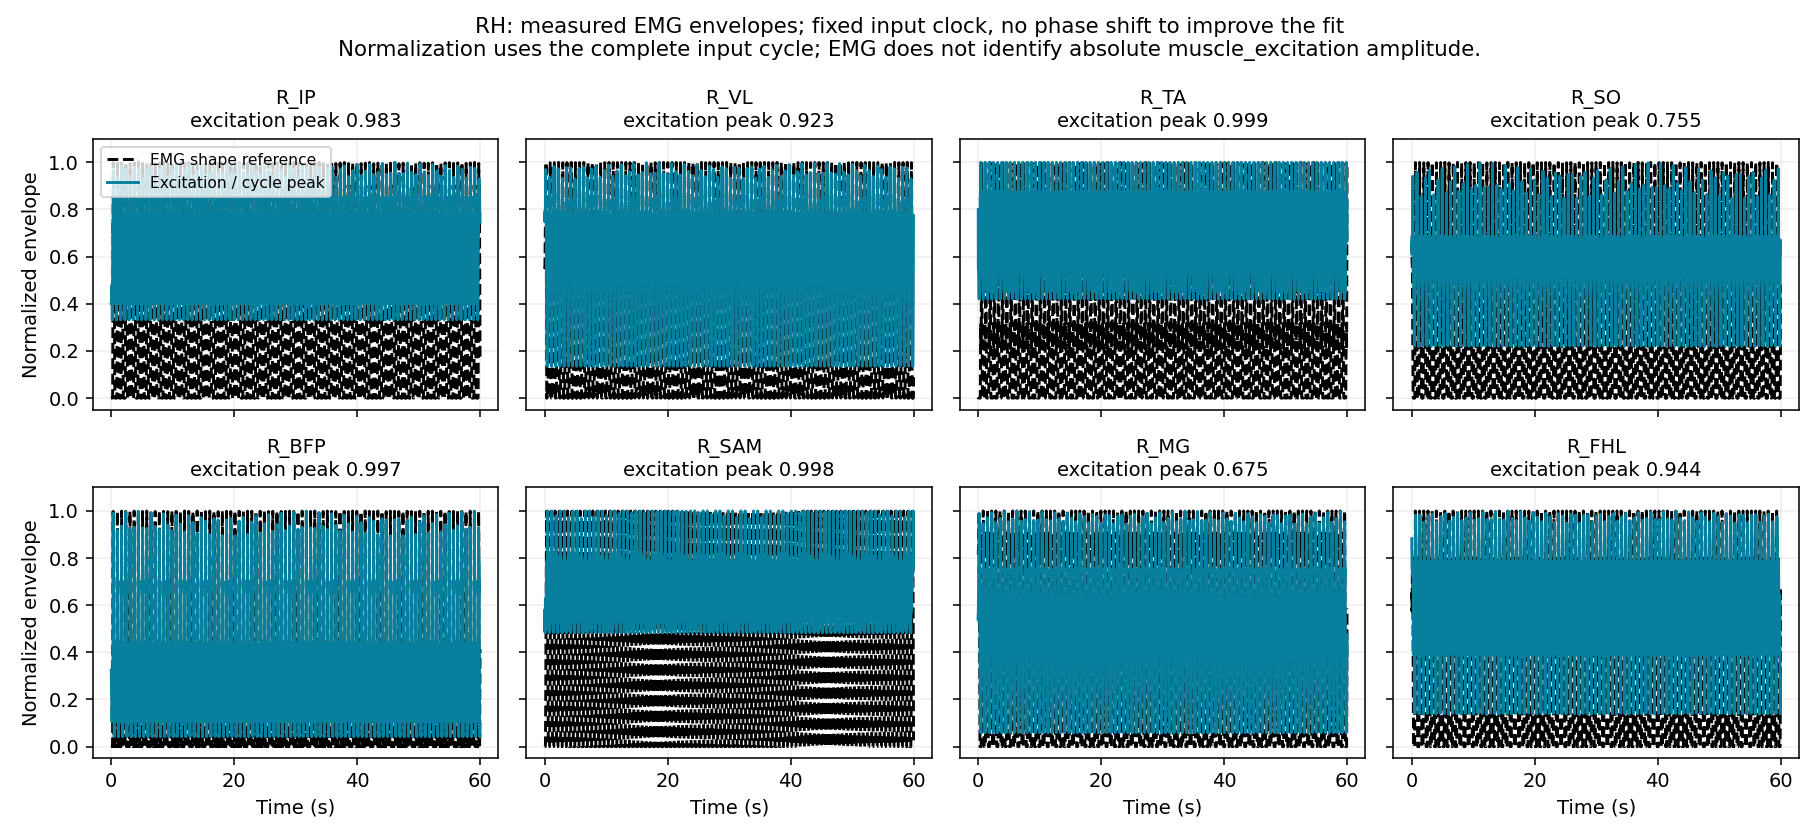 RH: measured EMG envelopes; fixed input clock, no phase shift to improve the fit
Normalization uses the complete input cycle; EMG does not identify absolute muscle_excitation amplitude.
R_IP
excitation peak 0.983
R_VL
excitation peak 0.923
R_TA
excitation peak 0.999
R_SO
excitation peak 0.755
EMG shape reference
Excitation / cycle peak
Normalized envelope
1.0
0.8
0.6
0.4
0.2
0.0
R_BFP
excitation peak 0.997
R_SAM
excitation peak 0.998
R_MG
excitation peak 0.675
R_FHL
excitation peak 0.944
Normalized envelope
1.0
0.8
0.6
0.4
0.2
0.0
0 20 40 60
0 20 40 60
0 20 40 60
0 20 40 60
Time (s)
Time (s)
Time (s)
Time (s)